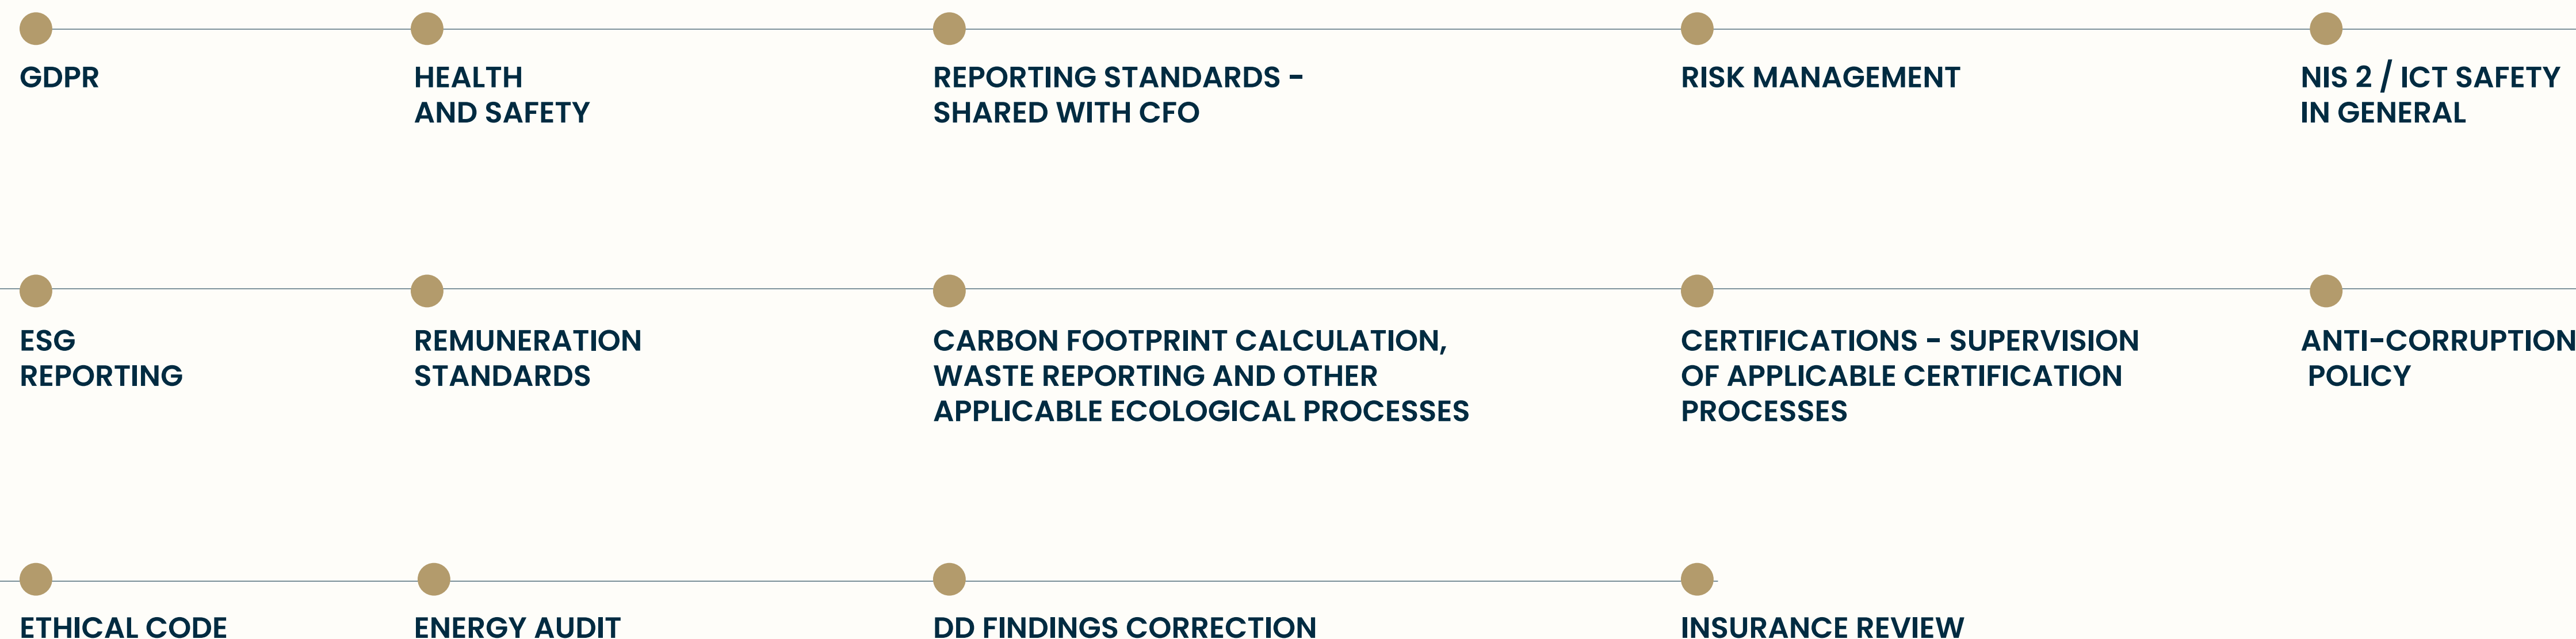 GDPR
HEALTH
AND SAFETY
REPORTING STANDARDS -
SHARED WITH CFO
RISK MANAGEMENT
NIS 2 / ICT SAFETY
IN GENERAL
ESG
REPORTING
REMUNERATION
STANDARDS
CARBON FOOTPRINT CALCULATION,
WASTE REPORTING AND OTHER
APPLICABLE ECOLOGICAL PROCESSES
CERTIFICATIONS - SUPERVISION
OF APPLICABLE CERTIFICATION
PROCESSES
ANTI-CORRUPTION
POLICY
ETHICAL CODE
ENERGY AUDIT
DD FINDINGS CORRECTION
INSURANCE REVIEW